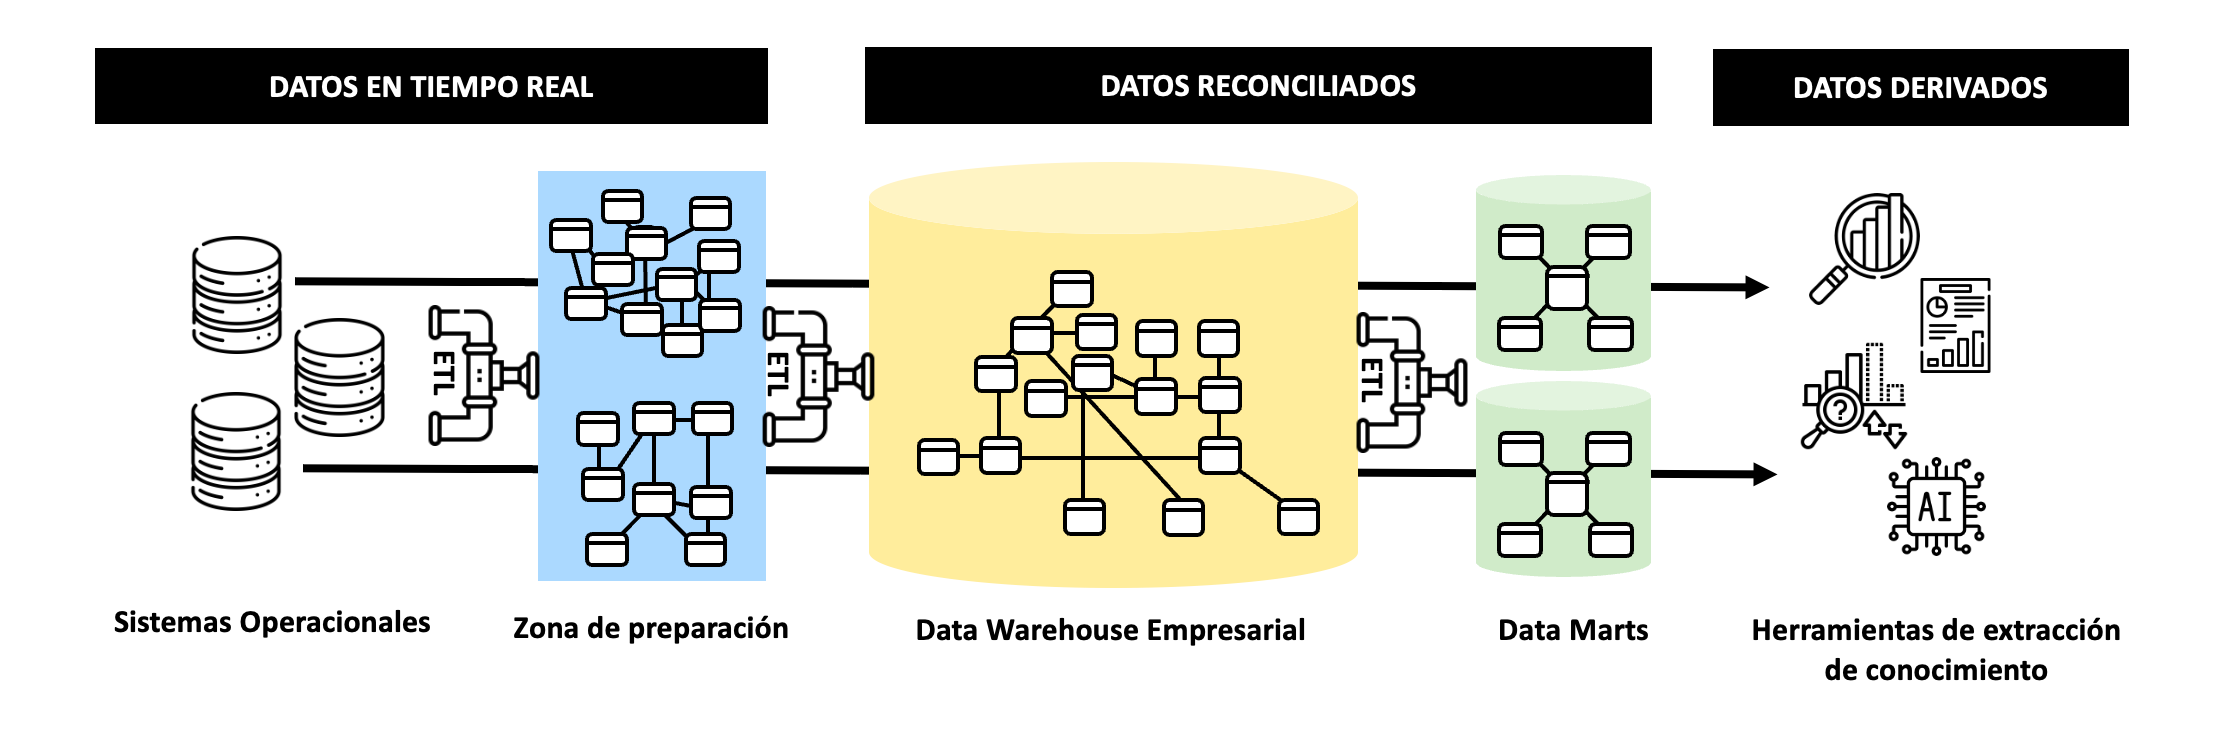 DATOS EN TIEMPO REAL
DATOS RECONCILIADOS
DATOS DERIVADOS
ETL
ETL
ETL
?
AI
Sistemas Operacionales
Zona de preparación
Data Warehouse Empresarial
Data Marts
Herramientas de extracción
de conocimiento